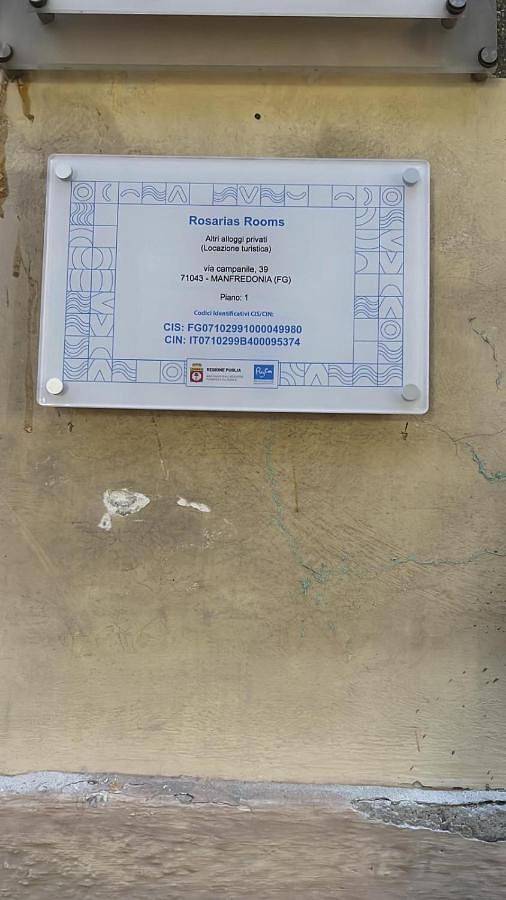 Rosarias Rooms
Altri alloggi privati
(Locazione turistica)
via campanile, 39
71043 - MANFREDONIA (FG)
Piano: 1
Codici Identificativi CIS/CIN:
CIS: FG07102991000049980
CIN: IT0710299B400095374
REGIONE PUGLIA